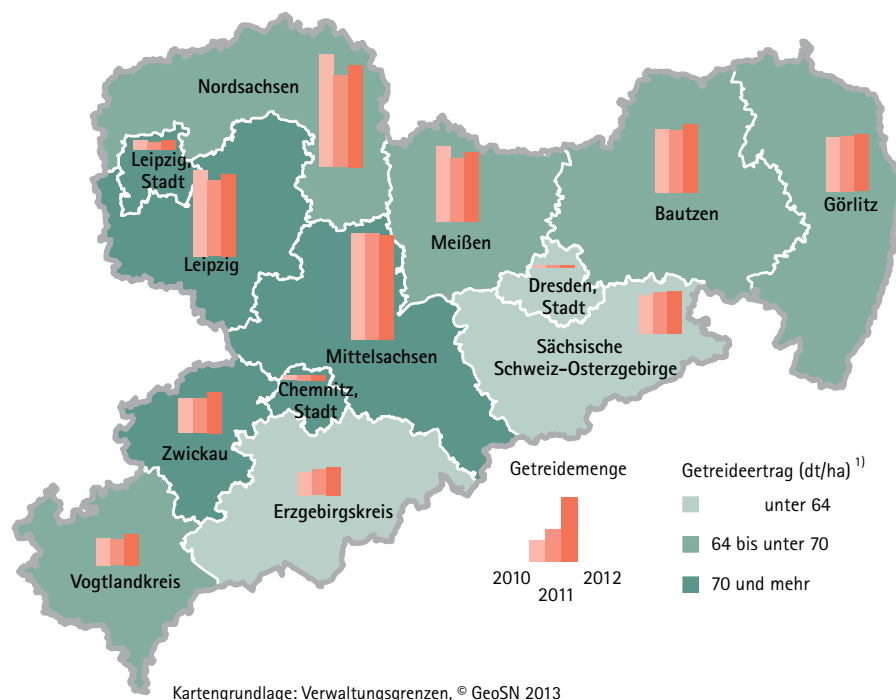 Nordsachsen
Leipzig,
Stadt
Leipzig
Meißen
Bautzen
Görlitz
Dresden,
Stadt
Mittelsachsen
Sächsische
Schweiz-Osterzgebirge
Chemnitz,
Stadt
Zwickau
Erzgebirgskreis
Vogtlandkreis
Getreidemenge
2010 2012
2011
Getreideertrag (dt/ha) 1)
unter 64
64 bis unter 70
70 und mehr
Kartengrundlage: Verwaltungsgrenzen, © GeoSN 2013